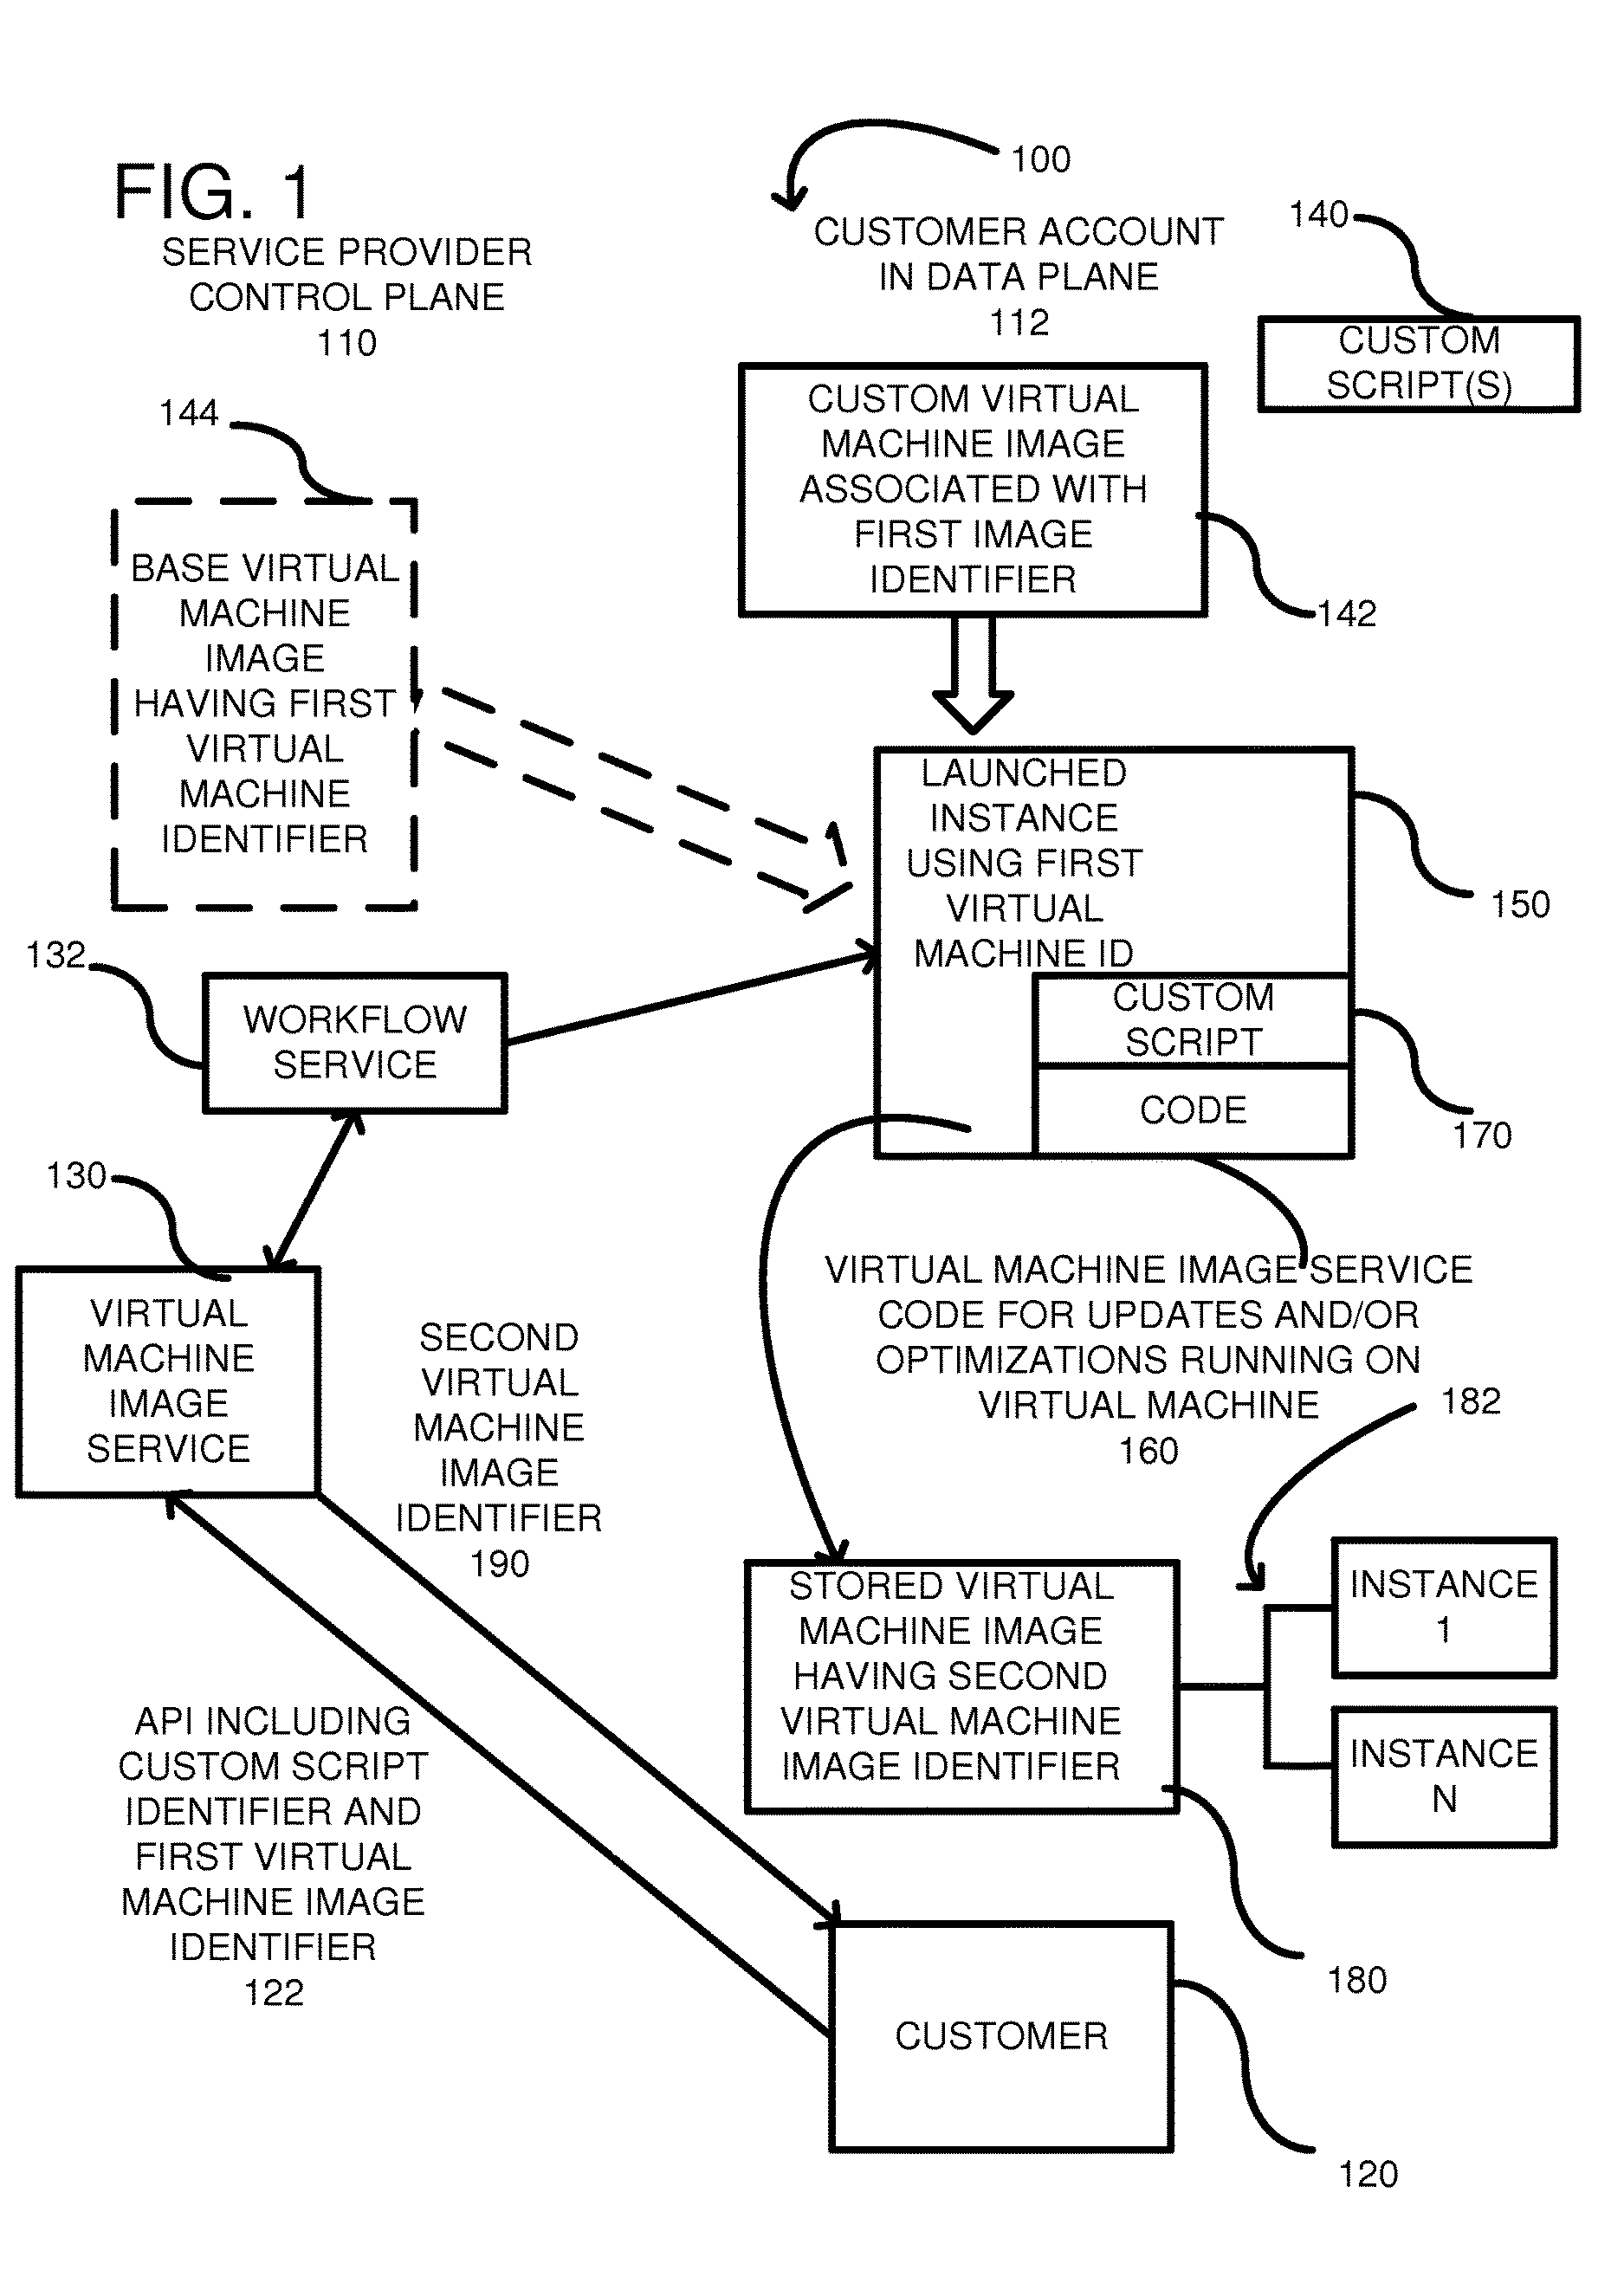 FIG. 1
SERVICE PROVIDER
CONTROL PLANE
110
100
CUSTOMER ACCOUNT
IN DATA PLANE
112
140
CUSTOM
SCRIPT(S)
CUSTOM VIRTUAL
MACHINE IMAGE
ASSOCIATED WITH
FIRST IMAGE
IDENTIFIER
142
144
BASE VIRTUAL
MACHINE
IMAGE
HAVING FIRST
VIRTUAL
MACHINE
IDENTIFIER
LAUNCHED
INSTANCE
USING FIRST
VIRTUAL
MACHINE ID
150
CUSTOM
SCRIPT
CODE
170
132
WORKFLOW
SERVICE
130
VIRTUAL
MACHINE
IMAGE
SERVICE
SECOND
VIRTUAL
MACHINE
IMAGE
IDENTIFIER
190
VIRTUAL MACHINE IMAGE SERVICE
CODE FOR UPDATES AND/OR
OPTIMIZATIONS RUNNING ON
VIRTUAL MACHINE
160
182
STORED VIRTUAL
MACHINE IMAGE
HAVING SECOND
VIRTUAL MACHINE
IMAGE IDENTIFIER
180
INSTANCE
1
INSTANCE
N
API INCLUDING
CUSTOM SCRIPT
IDENTIFIER AND
FIRST VIRTUAL
MACHINE IMAGE
IDENTIFIER
122
CUSTOMER
120